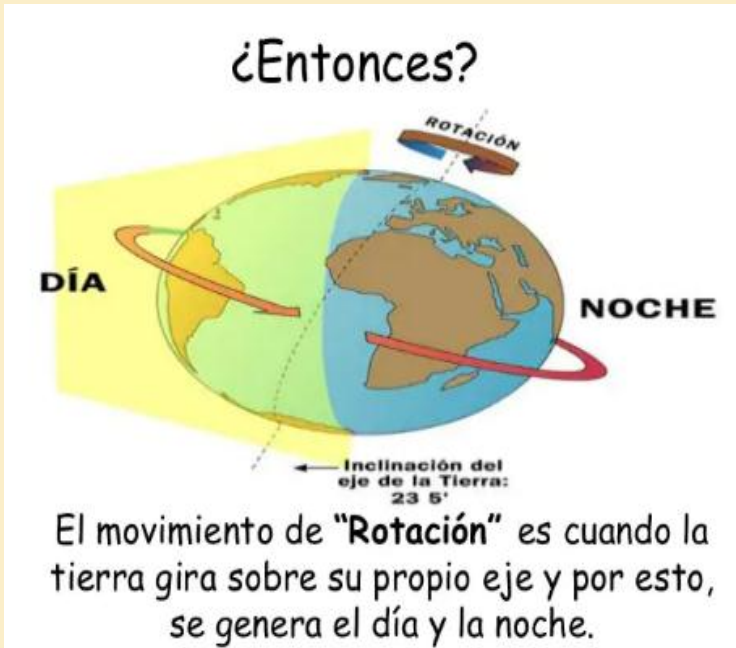 ¿Entonces?
ROTACIÓN
DÍA
NOCHE
Inclinación del
eje de la Tierra:
23 5'
El movimiento de “Rotación” es cuando la
tierra gira sobre su propio eje y por esto,
se genera el día y la noche.